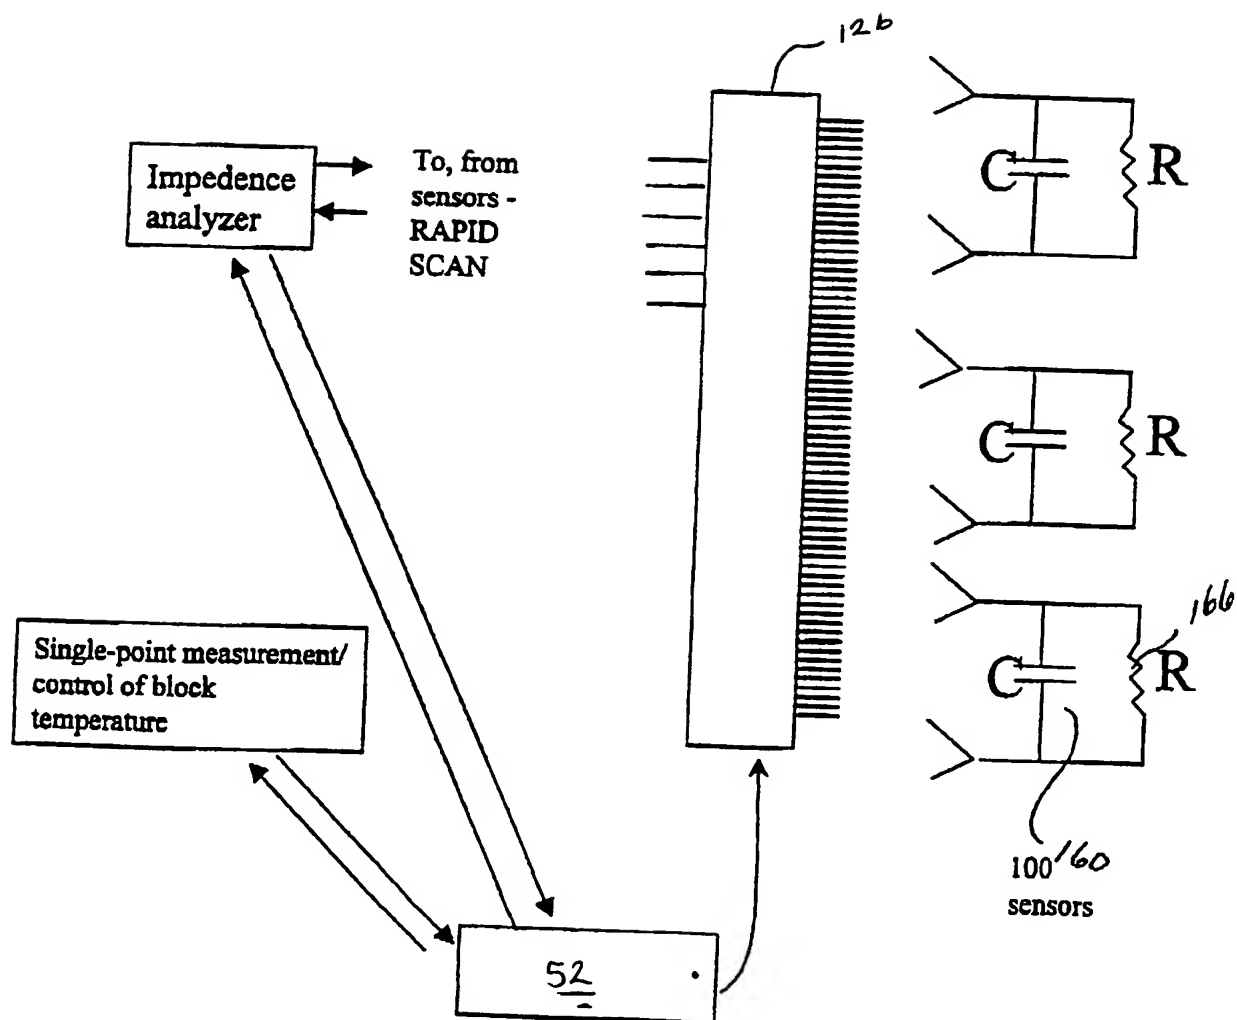 126
Impedence
analyzer
To, from
sensors -
RAPID
SCAN
C R
C R
166
C R
Single-point measurement/
control of block
temperature
100 160
sensors
52